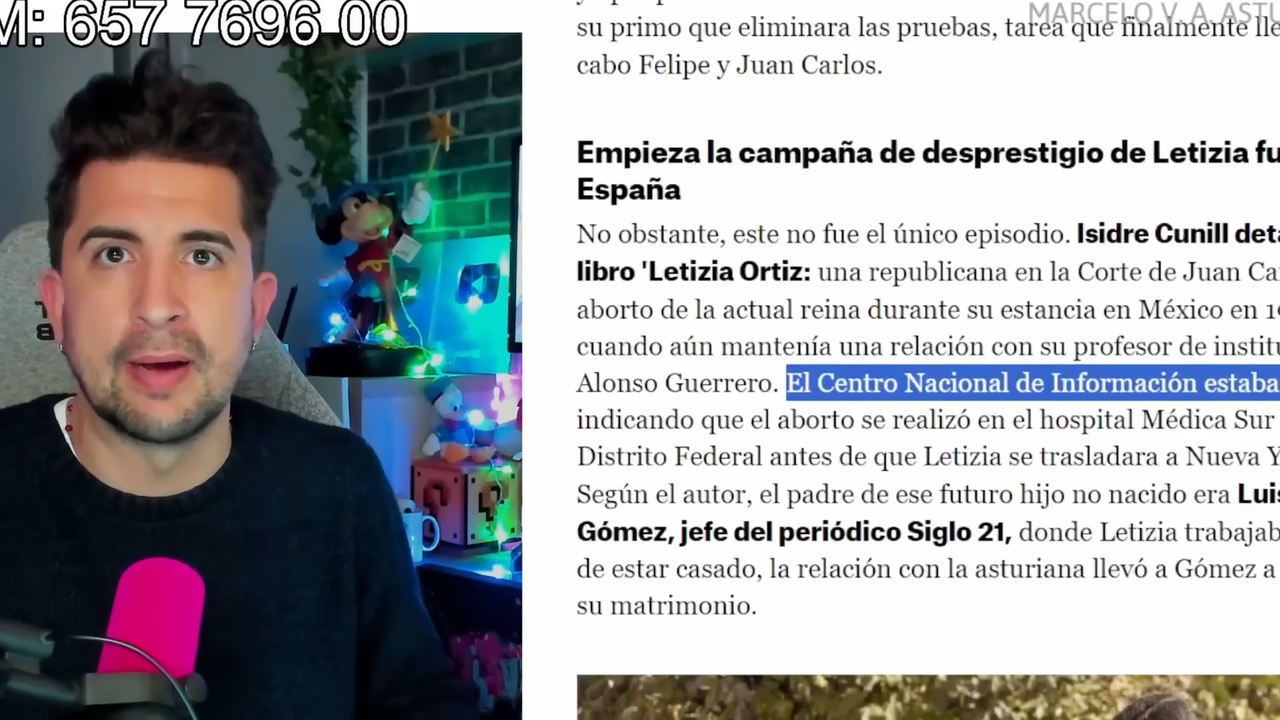 M: 657 7696 00
MARCELO V. A. ASTU
su primo que eliminara las pruebas, tarea que finalmente lle
cabo Felipe y Juan Carlos.
Empieza la campaña de desprestigio de Letizia fu
España
No obstante, este no fue el único episodio. Isidre Cunill deta
libro 'Letizia Ortiz: una republicana en la Corte de Juan Ca
aborto de la actual reina durante su estancia en México en 19
cuando aún mantenía una relación con su profesor de institu
Alonso Guerrero. El Centro Nacional de Información estaba
indicando que el aborto se realizó en el hospital Médica Sur
Distrito Federal antes de que Letizia se trasladara a Nueva Y
Según el autor, el padre de ese futuro hijo no nacido era Luis
Gómez, jefe del periódico Siglo 21, donde Letizia trabajab
de estar casado, la relación con la asturiana llevó a Gómez a
su matrimonio.